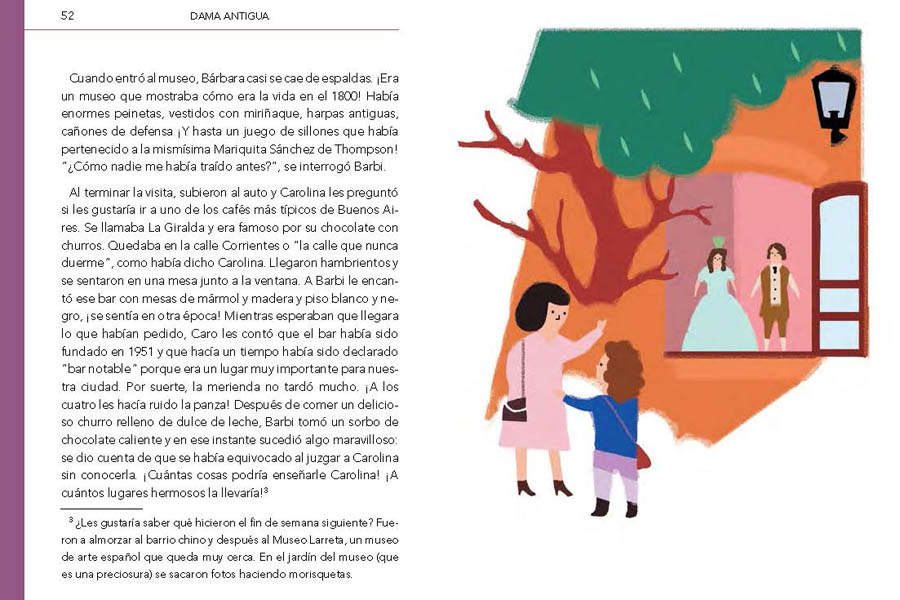 52
DAMA ANTIGUA
Cuando entró al museo, Bárbara casi se cae de espaldas. ¡Era
un museo que mostraba cómo era la vida en el 1800! Había
enormes peinetas, vestidos con miriñaque, harpas antiguas,
cañones de defensa ¡Y hasta un juego de sillones que había
pertenecido a la mismísima Mariquita Sánchez de Thompson!
"¿Cómo nadie me había traído antes?", se interrogó Barbi.
Al terminar la visita, subieron al auto y Carolina les preguntó
si les gustaría ir a uno de los cafés más típicos de Buenos Ai-
res. Se llamaba La Giralda y era famoso por su chocolate con
churros. Quedaba en la calle Corrientes o "la calle que nunca
duerme", como había dicho Carolina. Llegaron hambrientos y
se sentaron en una mesa junto a la ventana. A Barbi le encan-
tó ese bar con mesas de mármol y madera y piso blanco y ne-
gro, ¡se sentía en otra época! Mientras esperaban que llegara
lo que habían pedido, Caro les contó que el bar había sido
fundado en 1951 y que hacía un tiempo había sido declarado
"bar notable" porque era un lugar muy importante para nues-
tra ciudad. Por suerte, la merienda no tardó mucho. ¡A los
cuatro les hacía ruido la panza! Después de comer un delicio-
so churro relleno de dulce de leche, Barbi tomó un sorbo de
chocolate caliente y en ese instante sucedió algo maravilloso:
se dio cuenta de que se había equivocado al juzgar a Carolina
sin conocerla. ¡Cuántas cosas podría enseñarle Carolina! ¡A
cuántos lugares hermosos la llevaría!³
³ ¿Les gustaría saber qué hicieron el fin de semana siguiente? Fue-
ron a almorzar al barrio chino y después al Museo Larreta, un museo
de arte español que queda muy cerca. En el jardín del museo (que
es una preciosura) se sacaron fotos haciendo morisquetas.